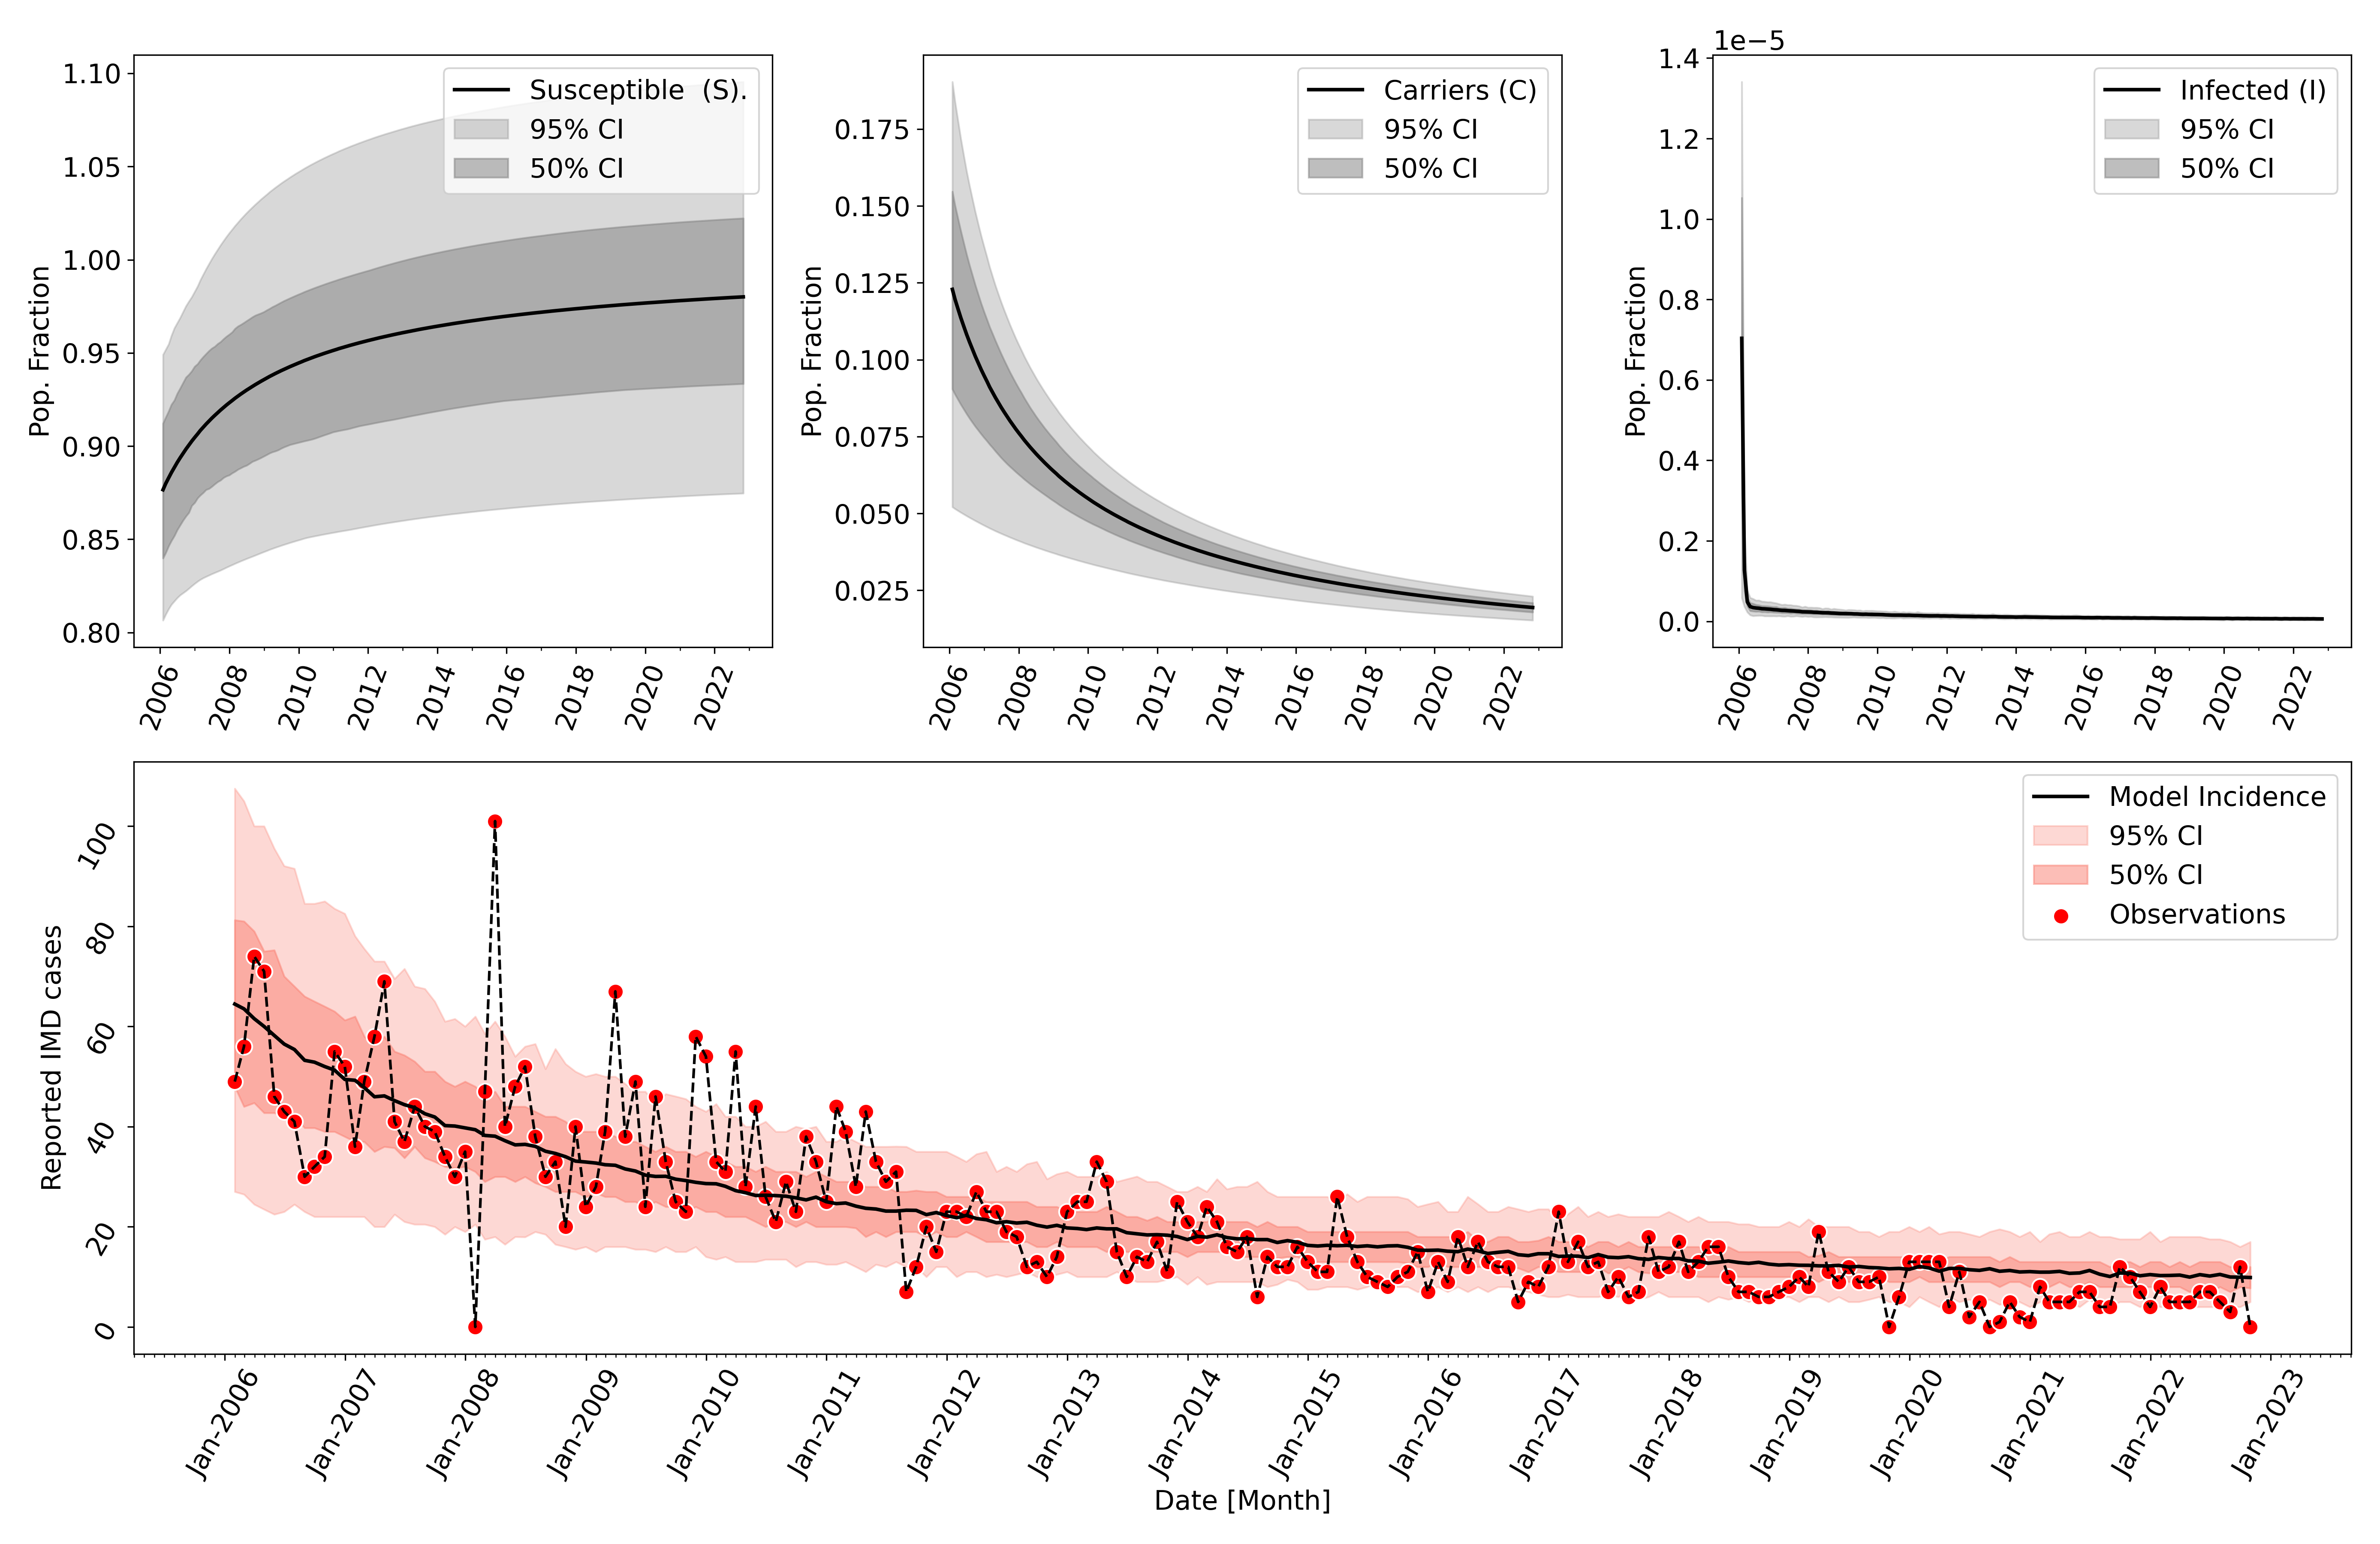 1.10
1.05
1.00
0.95
0.90
0.85
0.80
Pop. Fraction
Susceptible  (S).
95% CI
50% CI
2006
2008
2010
2012
2014
2016
2018
2020
2022
0.175
0.150
0.125
0.100
0.075
0.050
0.025
Pop. Fraction
Carriers (C)
95% CI
50% CI
2006
2008
2010
2012
2014
2016
2018
2020
2022
1e−5
1.4
1.2
1.0
0.8
0.6
0.4
0.2
0.0
Pop. Fraction
Infected (I)
95% CI
50% CI
2006
2008
2010
2012
2014
2016
2018
2020
2022
100
80
60
40
20
0
Reported IMD cases
Model Incidence
95% CI
50% CI
Observations
Jan-2006
Jan-2007
Jan-2008
Jan-2009
Jan-2010
Jan-2011
Jan-2012
Jan-2013
Jan-2014
Jan-2015
Jan-2016
Jan-2017
Jan-2018
Jan-2019
Jan-2020
Jan-2021
Jan-2022
Jan-2023
Date [Month]